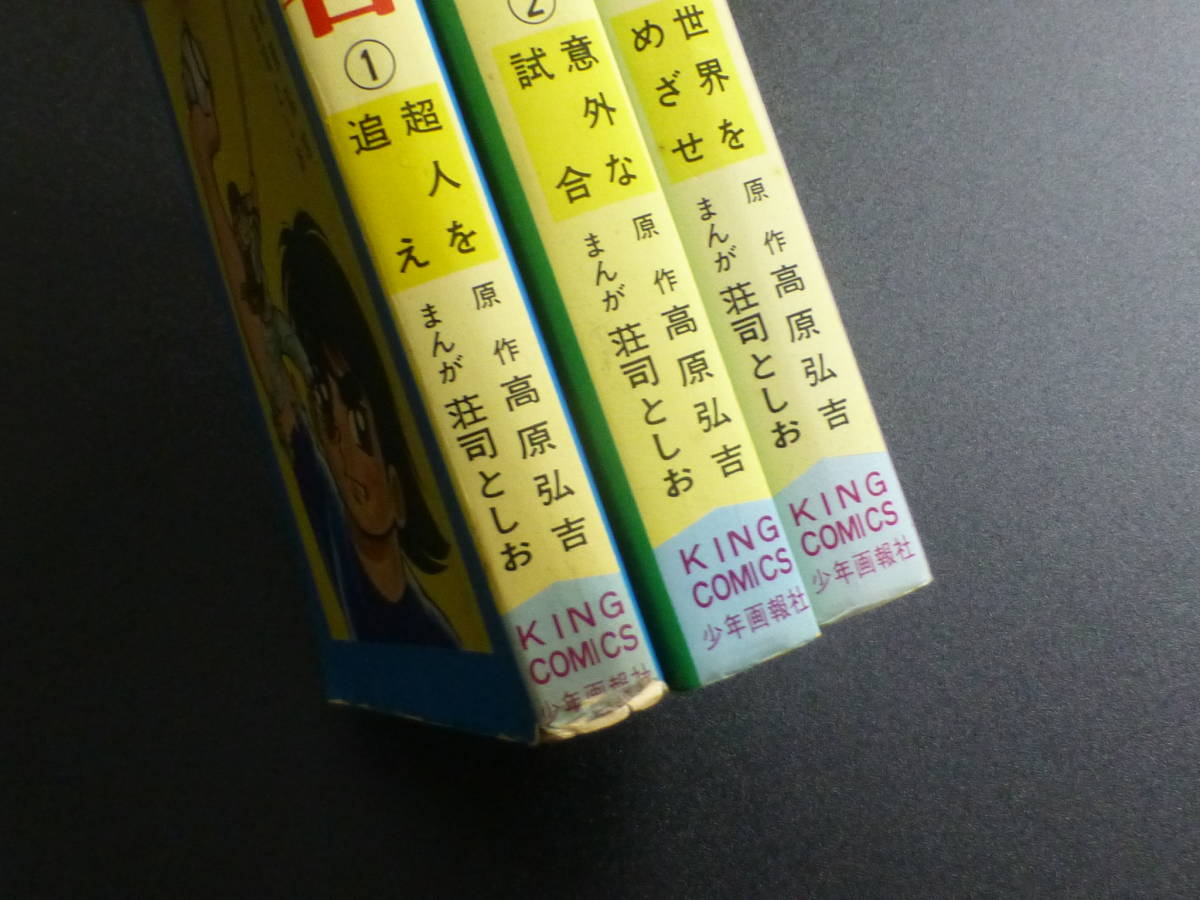 ①
超人を
追え
原作 高原弘吉
まんが 荘司としお
KING
COMICS
少年画報社
②
意外な
試合
原作 高原弘吉
まんが 荘司としお
KING
COMICS
少年画報社
世界を
めざせ
原作 高原弘吉
まんが 荘司としお
KING
COMICS
少年画報社